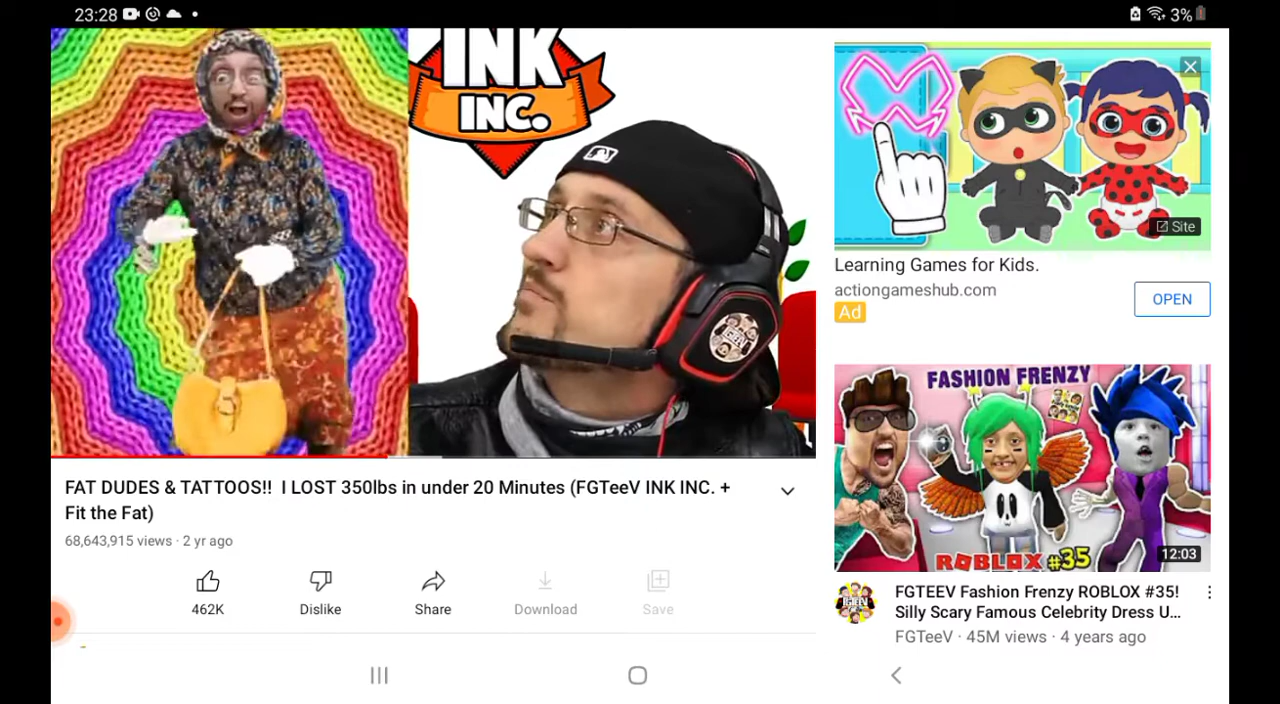 23:28
3%
INK
INC.
FGTEEV
FAT DUDES & TATTOOS!! I LOST 350lbs in under 20 Minutes (FGTeeV INK INC. +
Fit the Fat)
68,643,915 views · 2 yr ago
462K
Dislike
Share
Download
Save
Site
Learning Games for Kids.
actiongameshub.com
Ad
OPEN
FASHION FRENZY
ROBLOX #35
12:03
FGTEEV
FGTEEV Fashion Frenzy ROBLOX #35!
Silly Scary Famous Celebrity Dress U...
FGTeeV · 45M views · 4 years ago